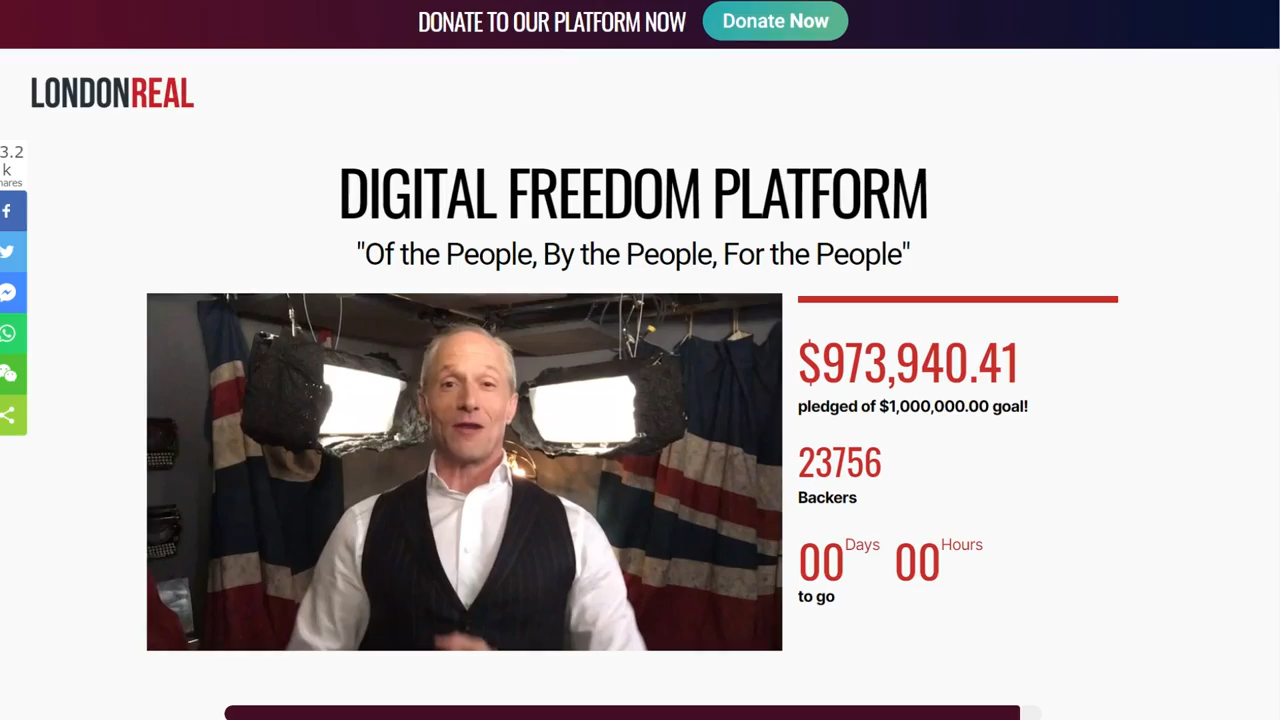 DONATE TO OUR PLATFORM NOW Donate Now
LONDONREAL
3.2
k
hares
DIGITAL FREEDOM PLATFORM
"Of the People, By the People, For the People"
$973,940.41
pledged of $1,000,000.00 goal!
23756
Backers
00 Days 00 Hours
to go